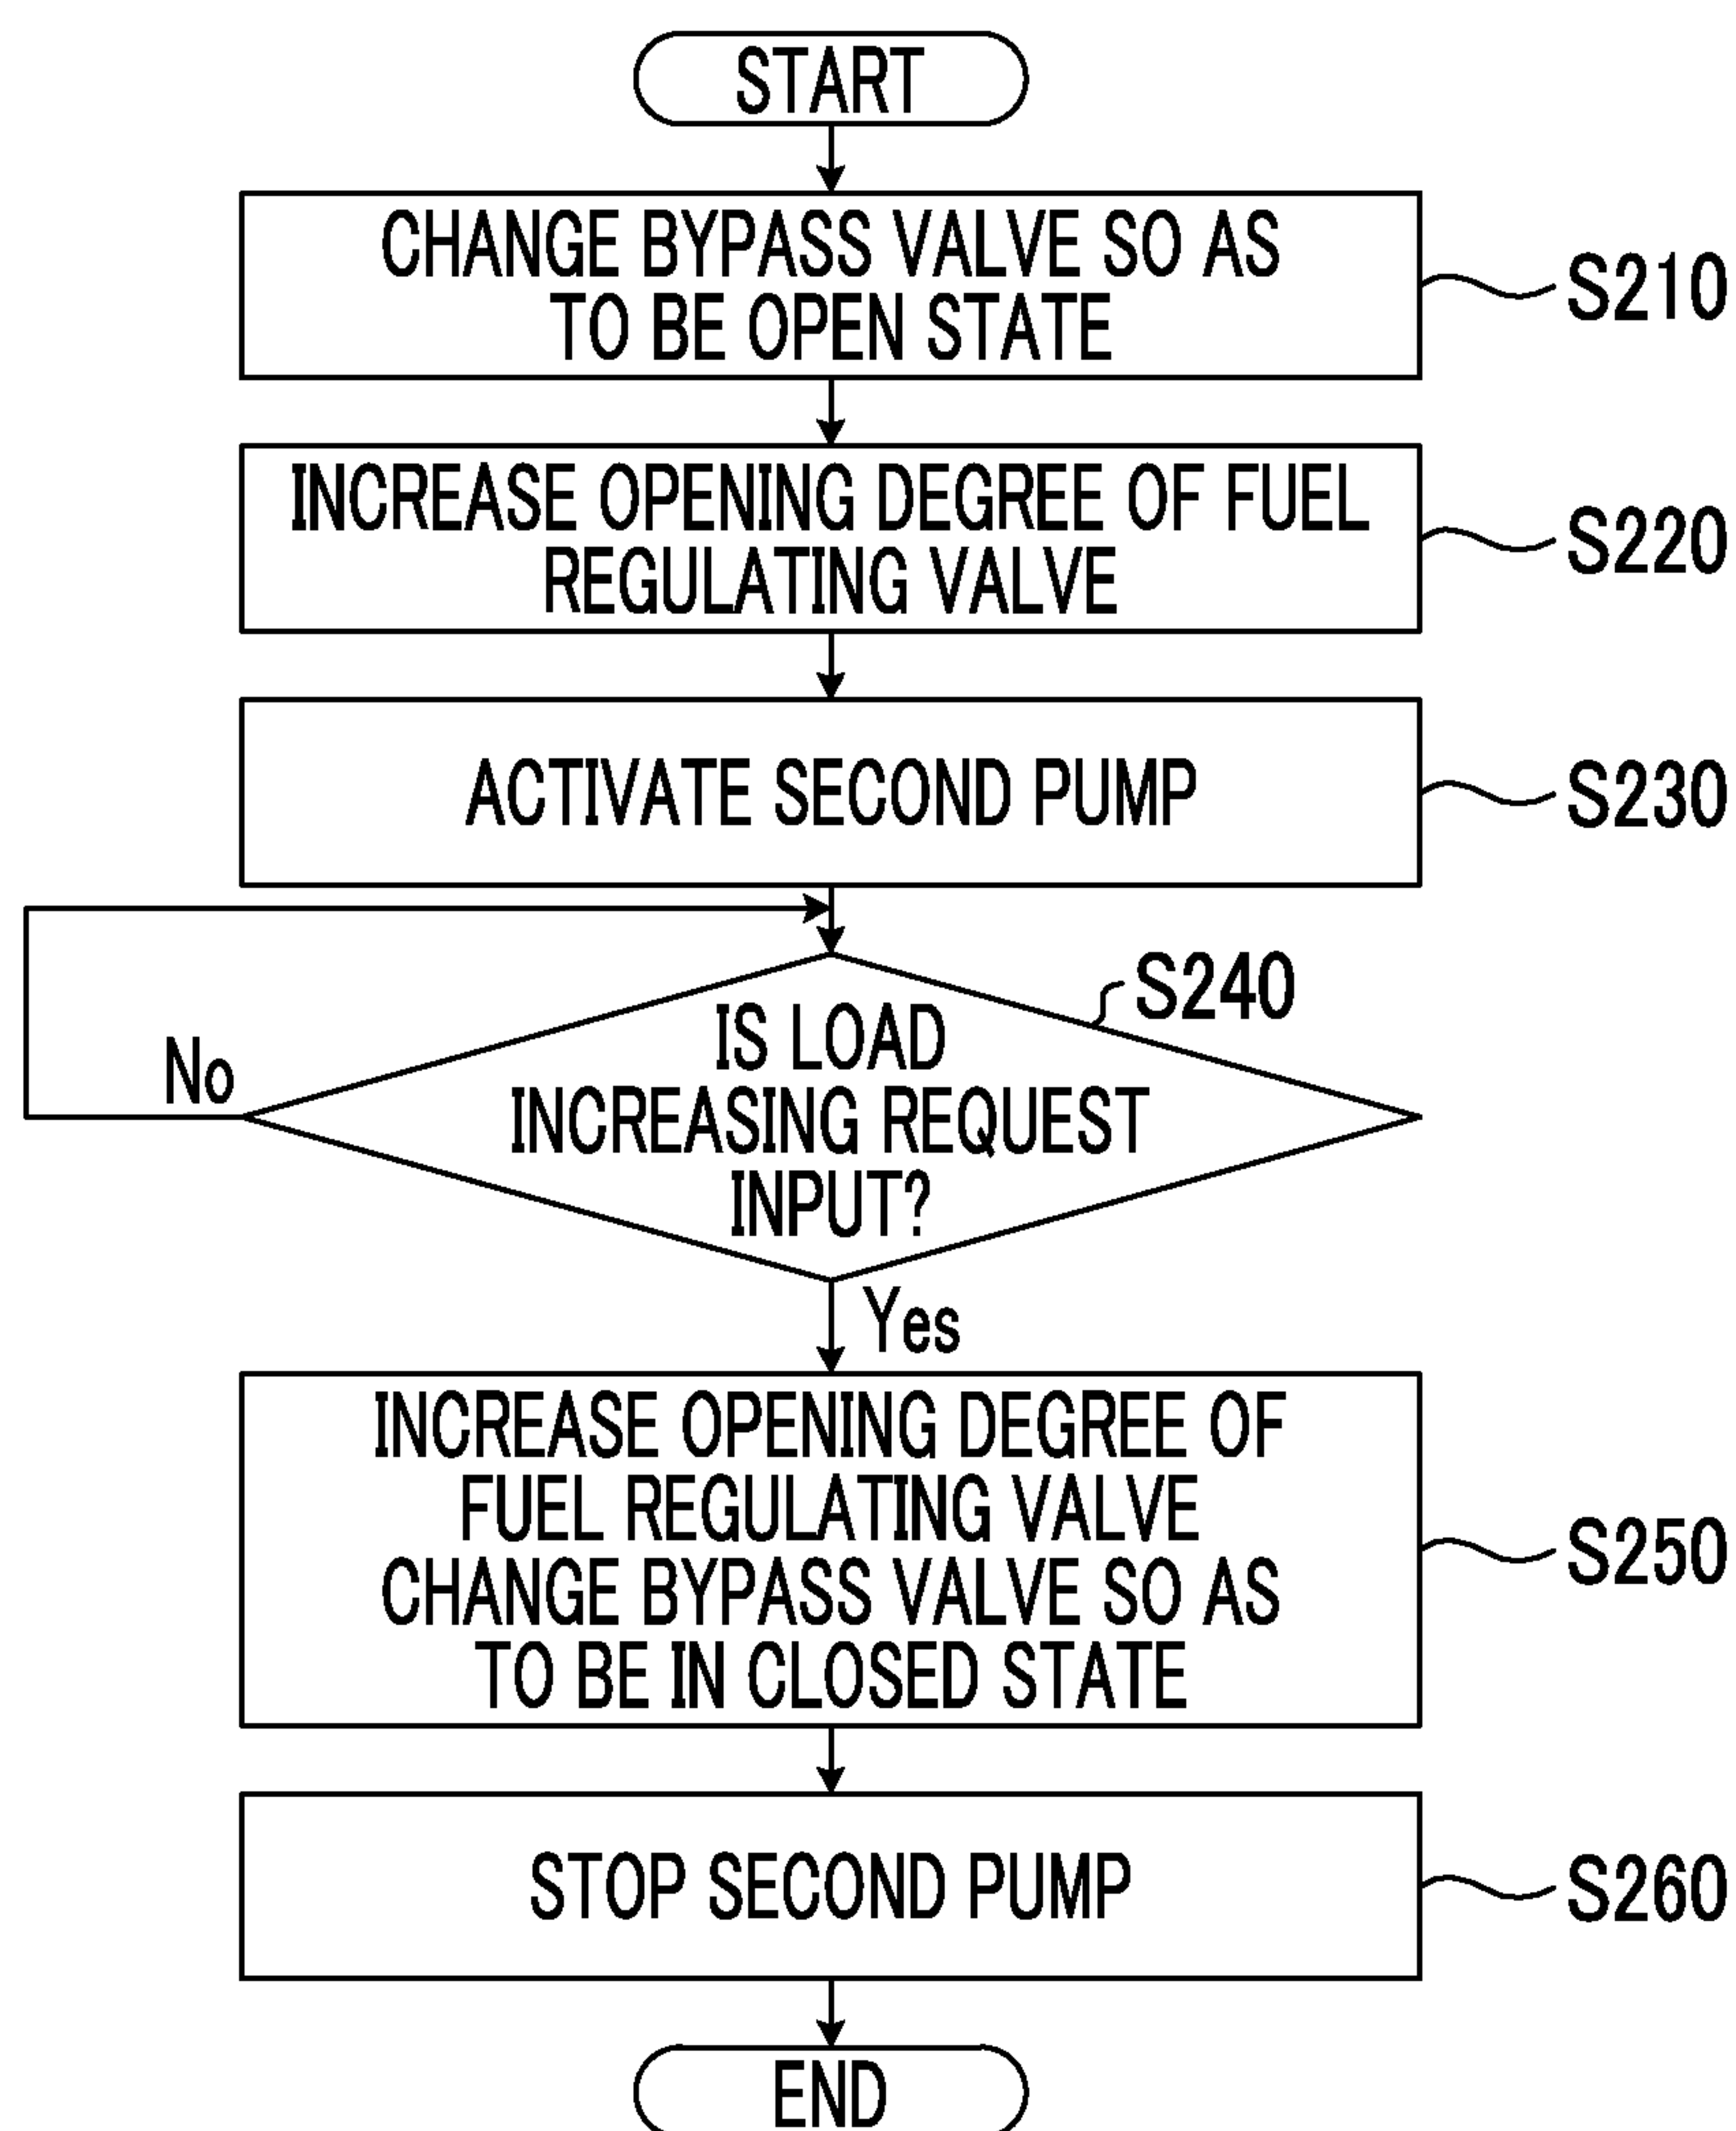 START
CHANGE BYPASS VALVE SO AS
TO BE OPEN STATE
S210
INCREASE OPENING DEGREE OF FUEL
REGULATING VALVE
S220
ACTIVATE SECOND PUMP
S230
S240
IS LOAD
INCREASING REQUEST
INPUT?
No
Yes
INCREASE OPENING DEGREE OF
FUEL REGULATING VALVE
CHANGE BYPASS VALVE SO AS
TO BE IN CLOSED STATE
S250
STOP SECOND PUMP
S260
END